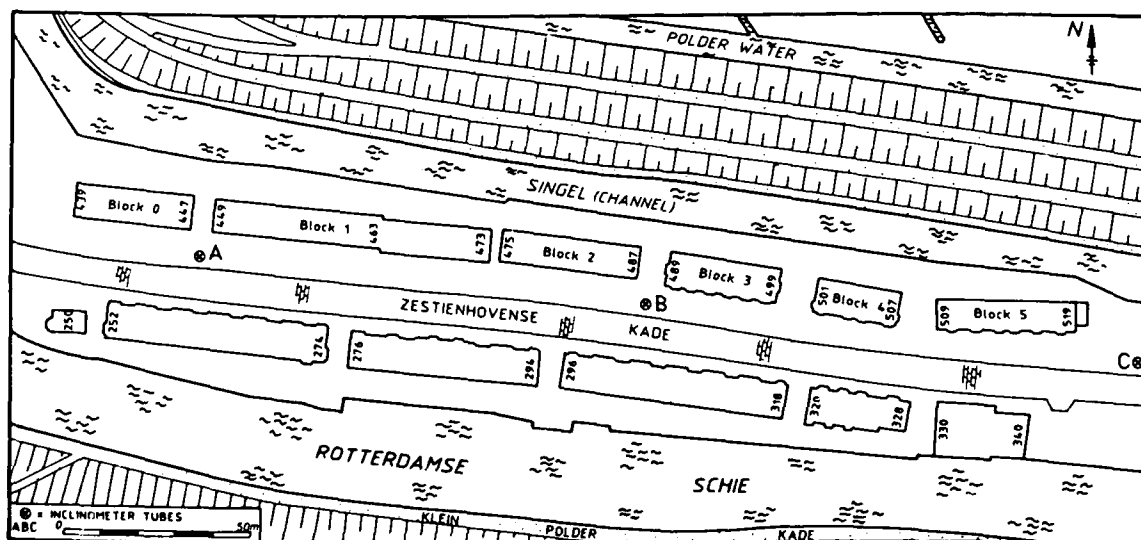 POLDER WATER
N
SINGEL (CHANNEL)
479 Block 0 447
449 Block 1 463 473
475 Block 2 487
489 Block 3 499
501 Block 4 507
509 Block 5 519
A
B
C
ZESTIENHOVENSE KADE
250
252 274
276 294
296 318
320 328
330 340
ROTTERDAMSE SCHIE
KLEIN POLDER KADE
⊗ = INCLINOMETER TUBES
ABC 0 50m